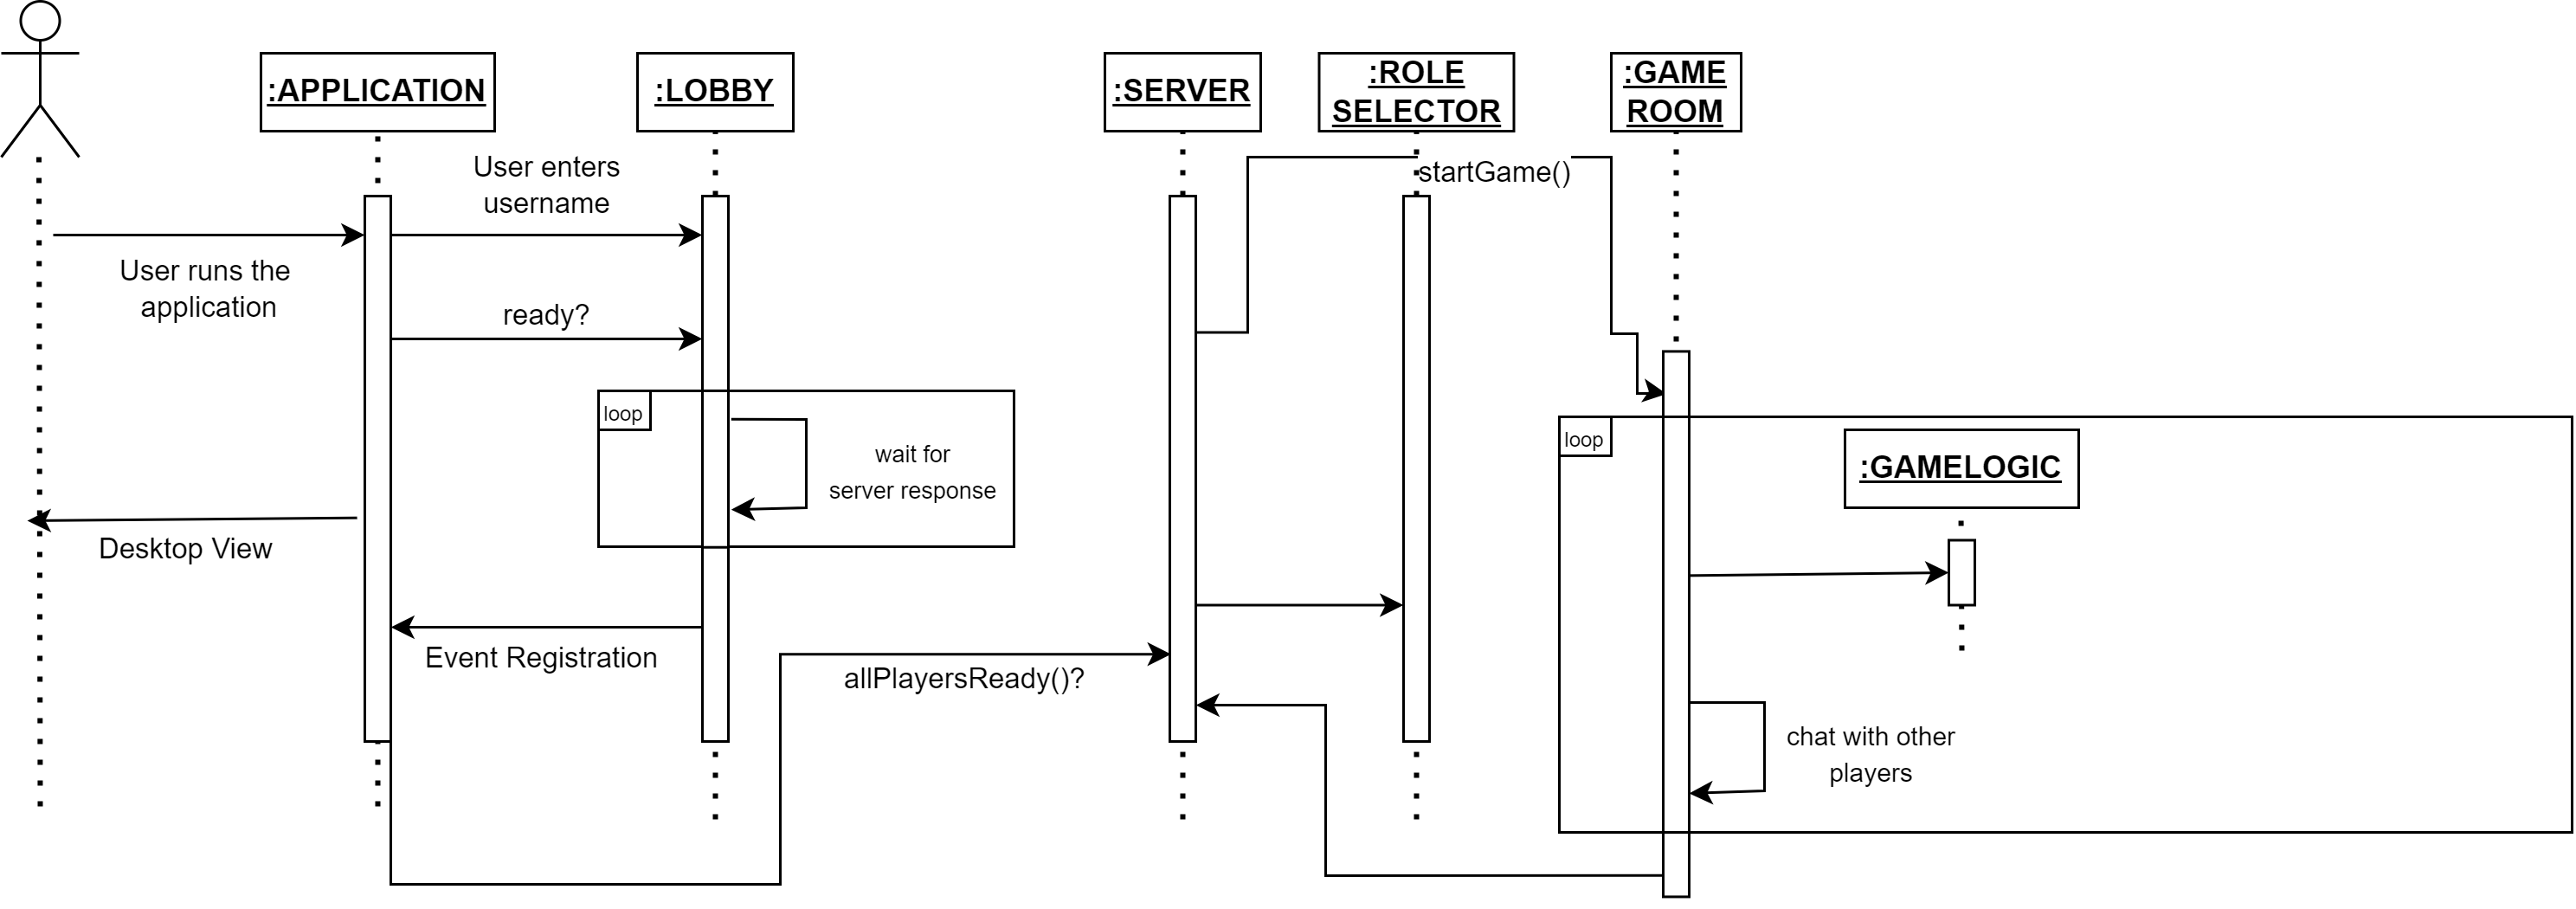 :APPLICATION
:LOBBY
:SERVER
:ROLE
SELECTOR
:GAME
ROOM
User enters
username
startGame()
User runs the
application
ready?
loop
wait for
server response
loop
:GAMELOGIC
Desktop View
Event Registration
allPlayersReady()?
chat with other
players